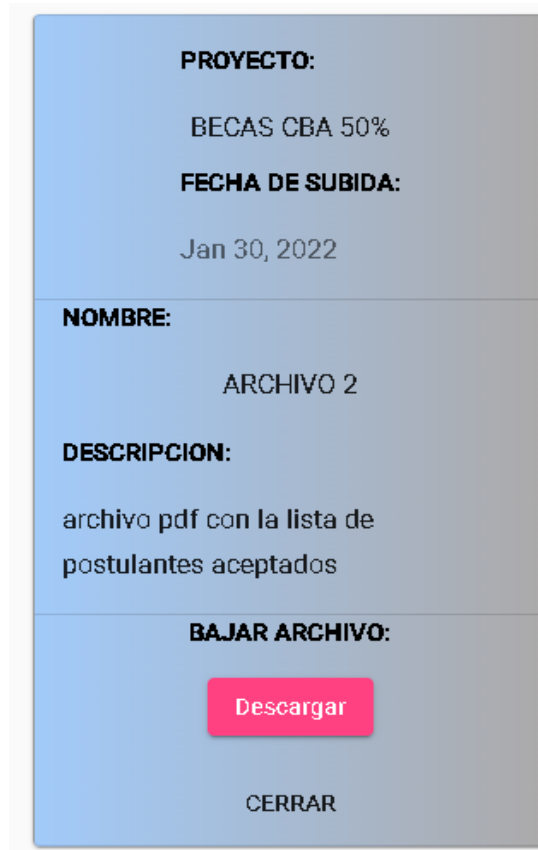 PROYECTO:
BECAS CBA 50%
FECHA DE SUBIDA:
Jan 30, 2022
NOMBRE:
ARCHIVO 2
DESCRIPCION:
archivo pdf con la lista de
postulantes aceptados
BAJAR ARCHIVO:
Descargar
CERRAR